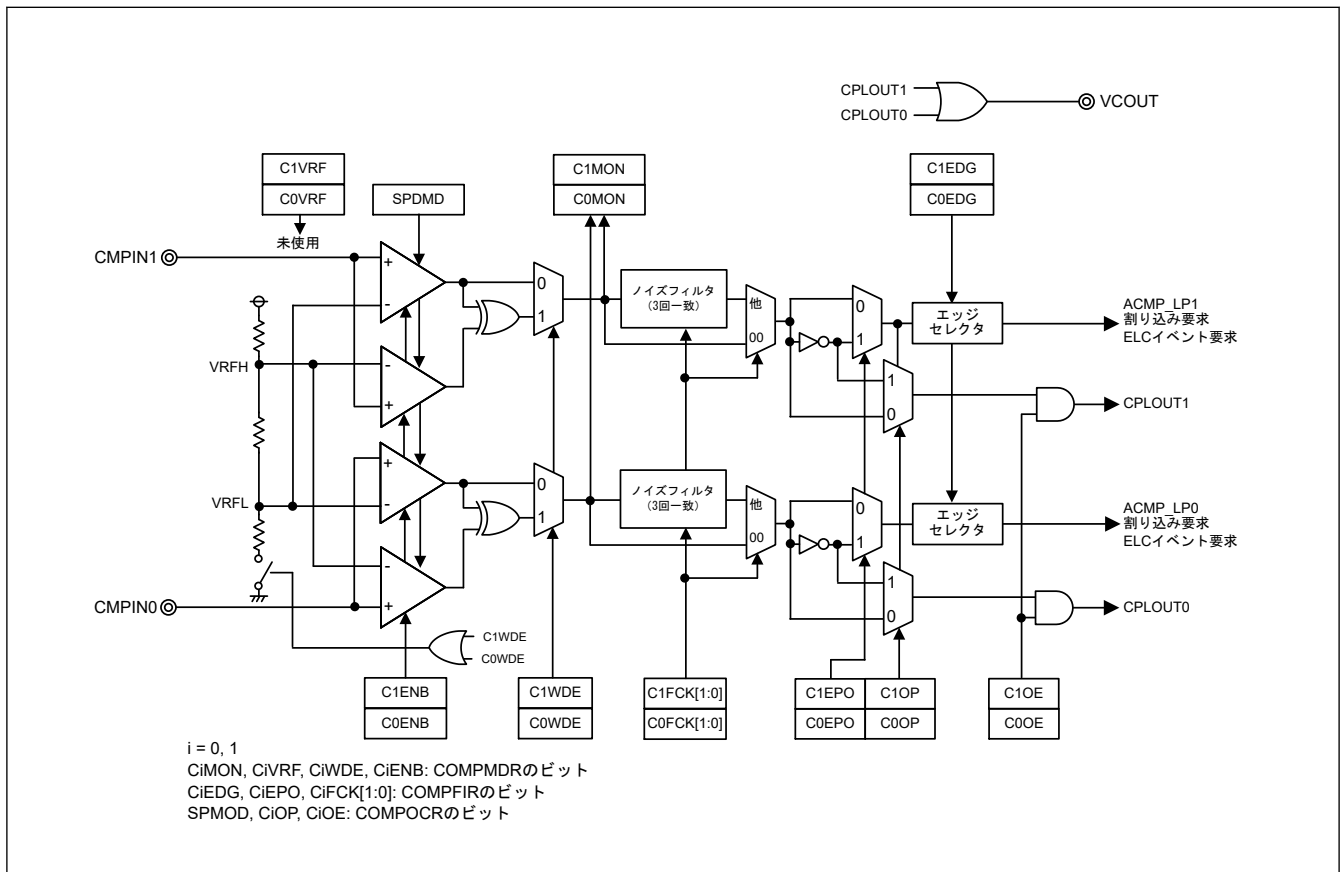 CPLOUT1
CPLOUT0
VCOUT
C1VRF
C0VRF
未使用
SPDMD
C1MON
C0MON
C1EDG
C0EDG
CMPIN1
+
-
0
1
ノイズフィルタ
(3回一致)
他
00
0
1
エッジ
セレクタ
ACMP_LP1
割り込み要求
ELCイベント要求
VRFH
-
+
1
0
CPLOUT1
VRFL
+
-
0
1
ノイズフィルタ
(3回一致)
他
00
0
1
エッジ
セレクタ
ACMP_LP0
割り込み要求
ELCイベント要求
-
+
1
0
CMPIN0
CPLOUT0
C1WDE
C0WDE
C1ENB
C0ENB
C1WDE
C0WDE
C1FCK[1:0]
C0FCK[1:0]
C1EPO
C0EPO
C1OP
C0OP
C1OE
C0OE
i = 0, 1
CiMON, CiVRF, CiWDE, CiENB: COMPMDRのビット
CiEDG, CiEPO, CiFCK[1:0]: COMPFIRのビット
SPMOD, CiOP, CiOE: COMPOCRのビット